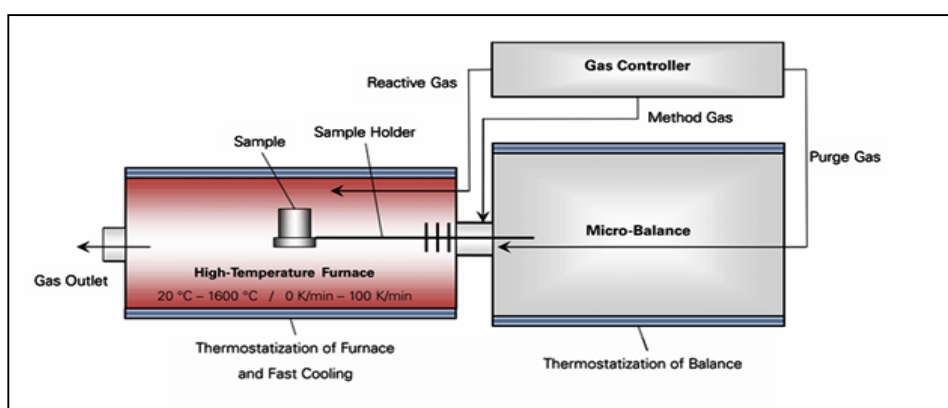 Gas Controller
Reactive Gas
Method Gas
Sample Holder
Sample
Purge Gas
Micro-Balance
High-Temperature Furnace
20 °C – 1600 °C / 0 K/min – 100 K/min
Gas Outlet
Thermostatization of Furnace
and Fast Cooling
Thermostatization of Balance